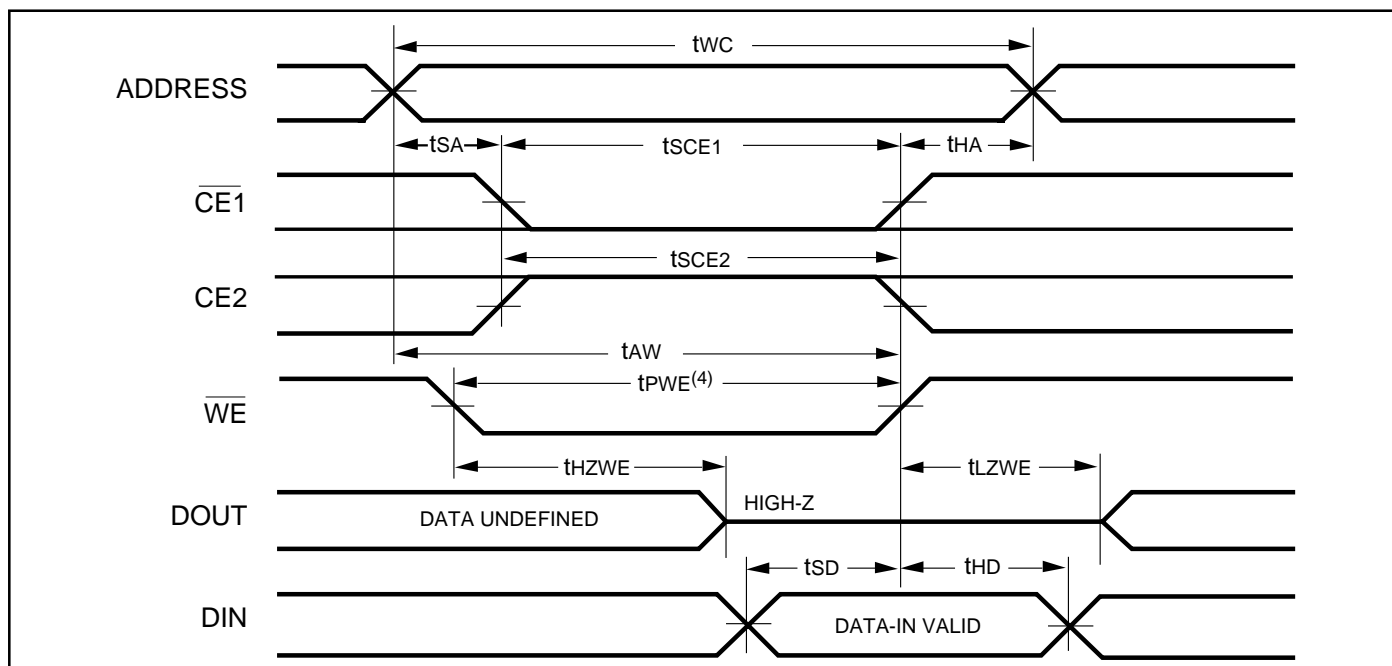 tWC
ADDRESS
tSA
tSCE1
tHA
CE1
tSCE2
CE2
tAW
tPWE(4)
WE
tHZWE
tLZWE
HIGH-Z
DOUT
DATA UNDEFINED
tSD
tHD
DIN
DATA-IN VALID